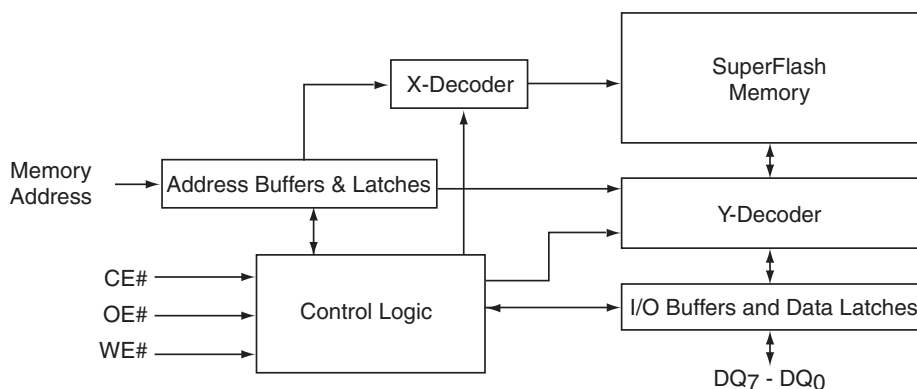 X-Decoder
SuperFlash
Memory
Memory
Address
Address Buffers & Latches
Y-Decoder
CE#
OE#
WE#
Control Logic
I/O Buffers and Data Latches
DQ7 - DQ0